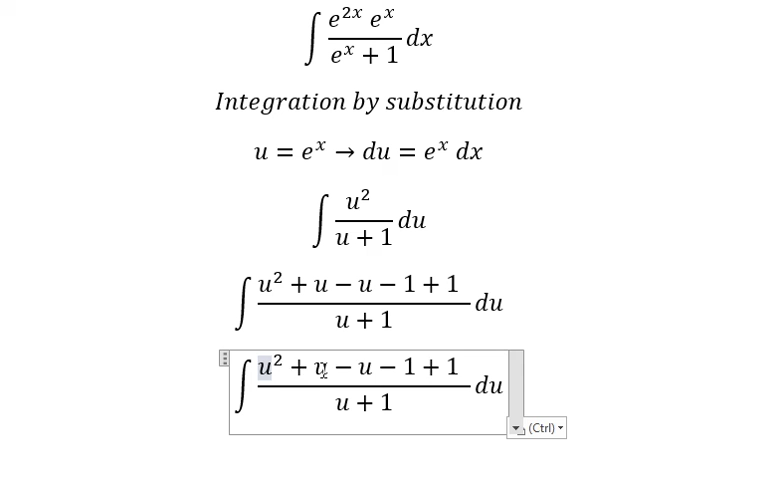 ∫ (e^{2x} e^x)/(e^x + 1) dx
Integration by substitution
u = e^x → du = e^x dx
∫ u^2/(u + 1) du
∫ (u^2 + u − u − 1 + 1)/(u + 1) du
∫ (u^2 + u − u − 1 + 1)/(u + 1) du
(Ctrl)